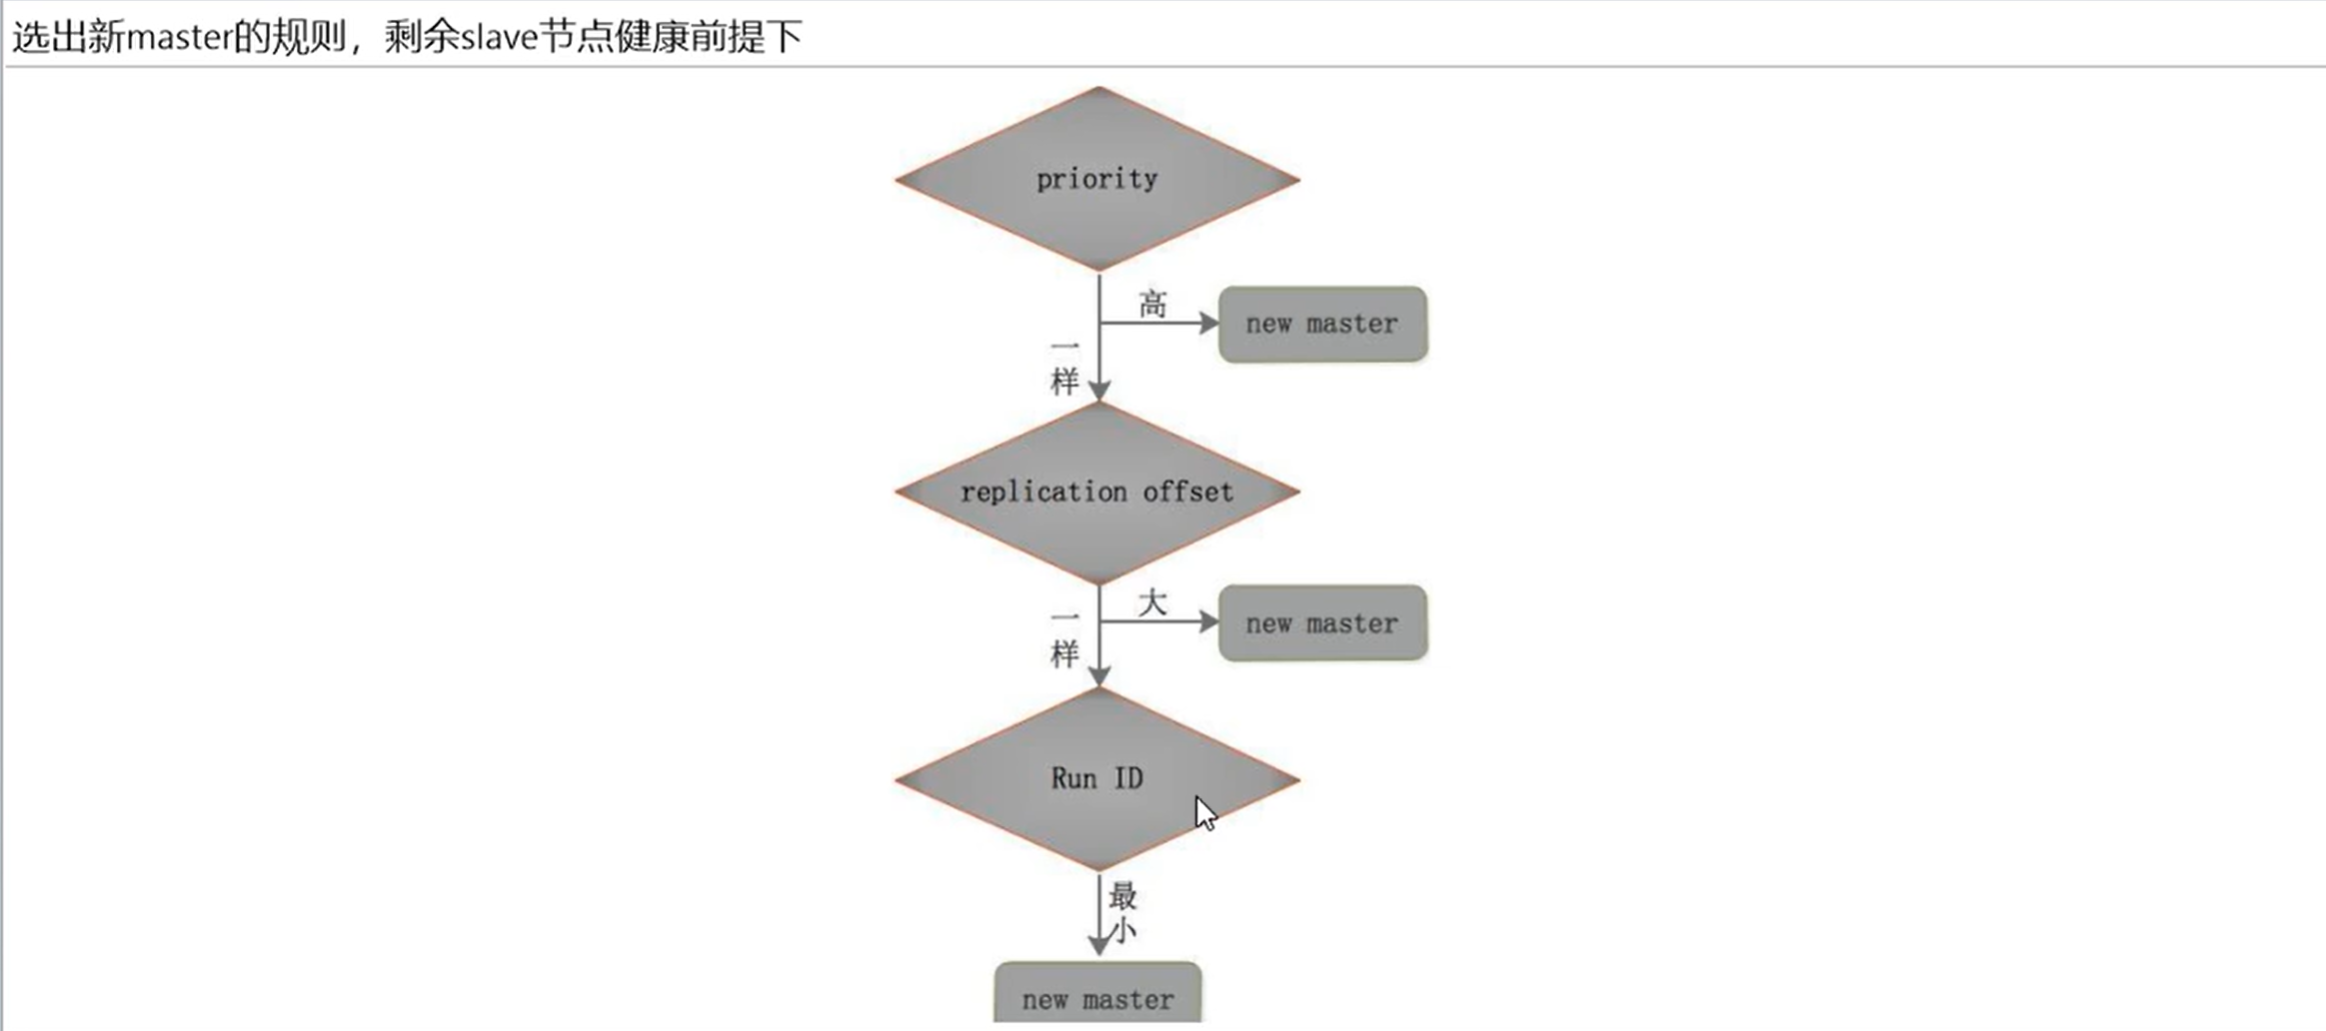 选出新master的规则，剩余slave节点健康前提下
priority
高
new master
一
样
replication offset
大
new master
一
样
Run ID
最
小
new master